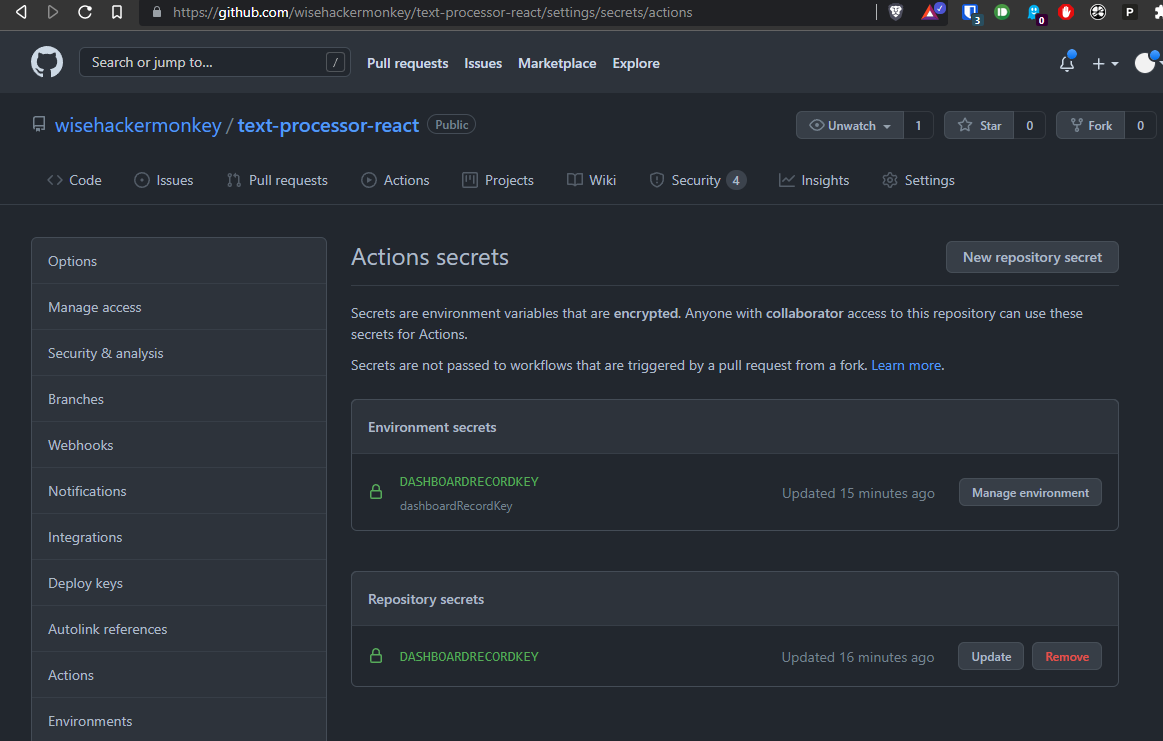 https://github.com/wisehackermonkey/text-processor-react/settings/secrets/actions
3
0
P
Search or jump to...
/
Pull requests
Issues
Marketplace
Explore
wisehackermonkey / text-processor-react
Public
Unwatch
1
Star
0
Fork
0
Code
Issues
Pull requests
Actions
Projects
Wiki
Security 4
Insights
Settings
Options
Manage access
Security & analysis
Branches
Webhooks
Notifications
Integrations
Deploy keys
Autolink references
Actions
Environments
Actions secrets
New repository secret
Secrets are environment variables that are encrypted. Anyone with collaborator access to this repository can use these
secrets for Actions.
Secrets are not passed to workflows that are triggered by a pull request from a fork. Learn more.
Environment secrets
DASHBOARDRECORDKEY
dashboardRecordKey
Updated 15 minutes ago
Manage environment
Repository secrets
DASHBOARDRECORDKEY
Updated 16 minutes ago
Update
Remove